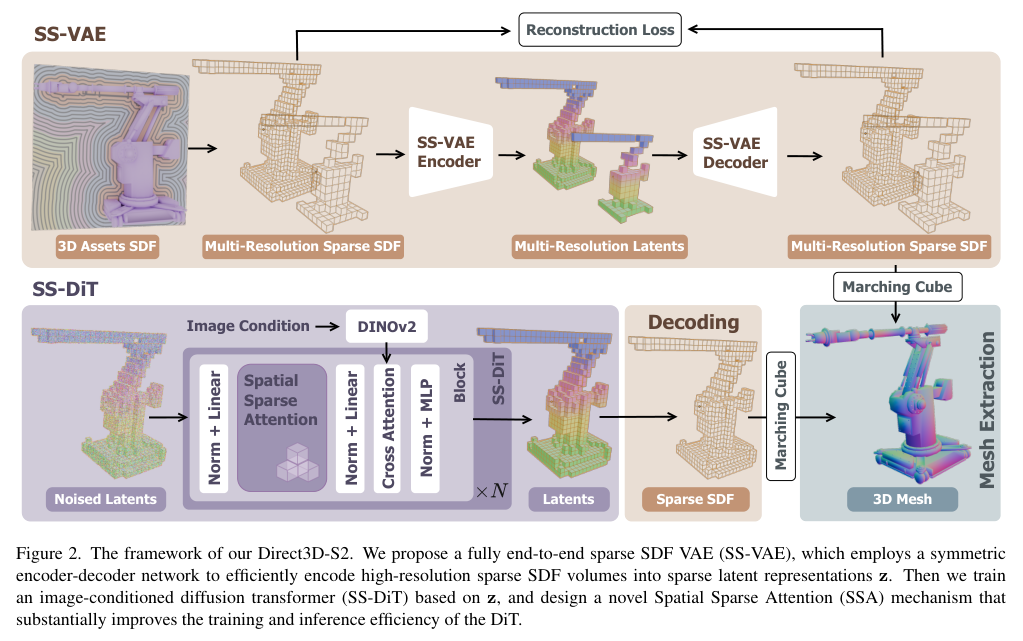 SS-VAE
Reconstruction Loss
SS-VAE
Encoder
SS-VAE
Decoder
3D Assets SDF
Multi-Resolution Sparse SDF
Multi-Resolution Latents
Multi-Resolution Sparse SDF
SS-DiT
Marching Cube
Image Condition
DINOv2
Decoding
Norm + Linear
Spatial
Sparse
Attention
Norm + Linear
Cross Attention
Norm + MLP
Block
SS-DiT
×N
Marching Cube
Mesh Extraction
Noised Latents
Latents
Sparse SDF
3D Mesh
Figure 2. The framework of our Direct3D-S2. We propose a fully end-to-end sparse SDF VAE (SS-VAE), which employs a symmetric
encoder-decoder network to efficiently encode high-resolution sparse SDF volumes into sparse latent representations z. Then we train
an image-conditioned diffusion transformer (SS-DiT) based on z, and design a novel Spatial Sparse Attention (SSA) mechanism that
substantially improves the training and inference efficiency of the DiT.